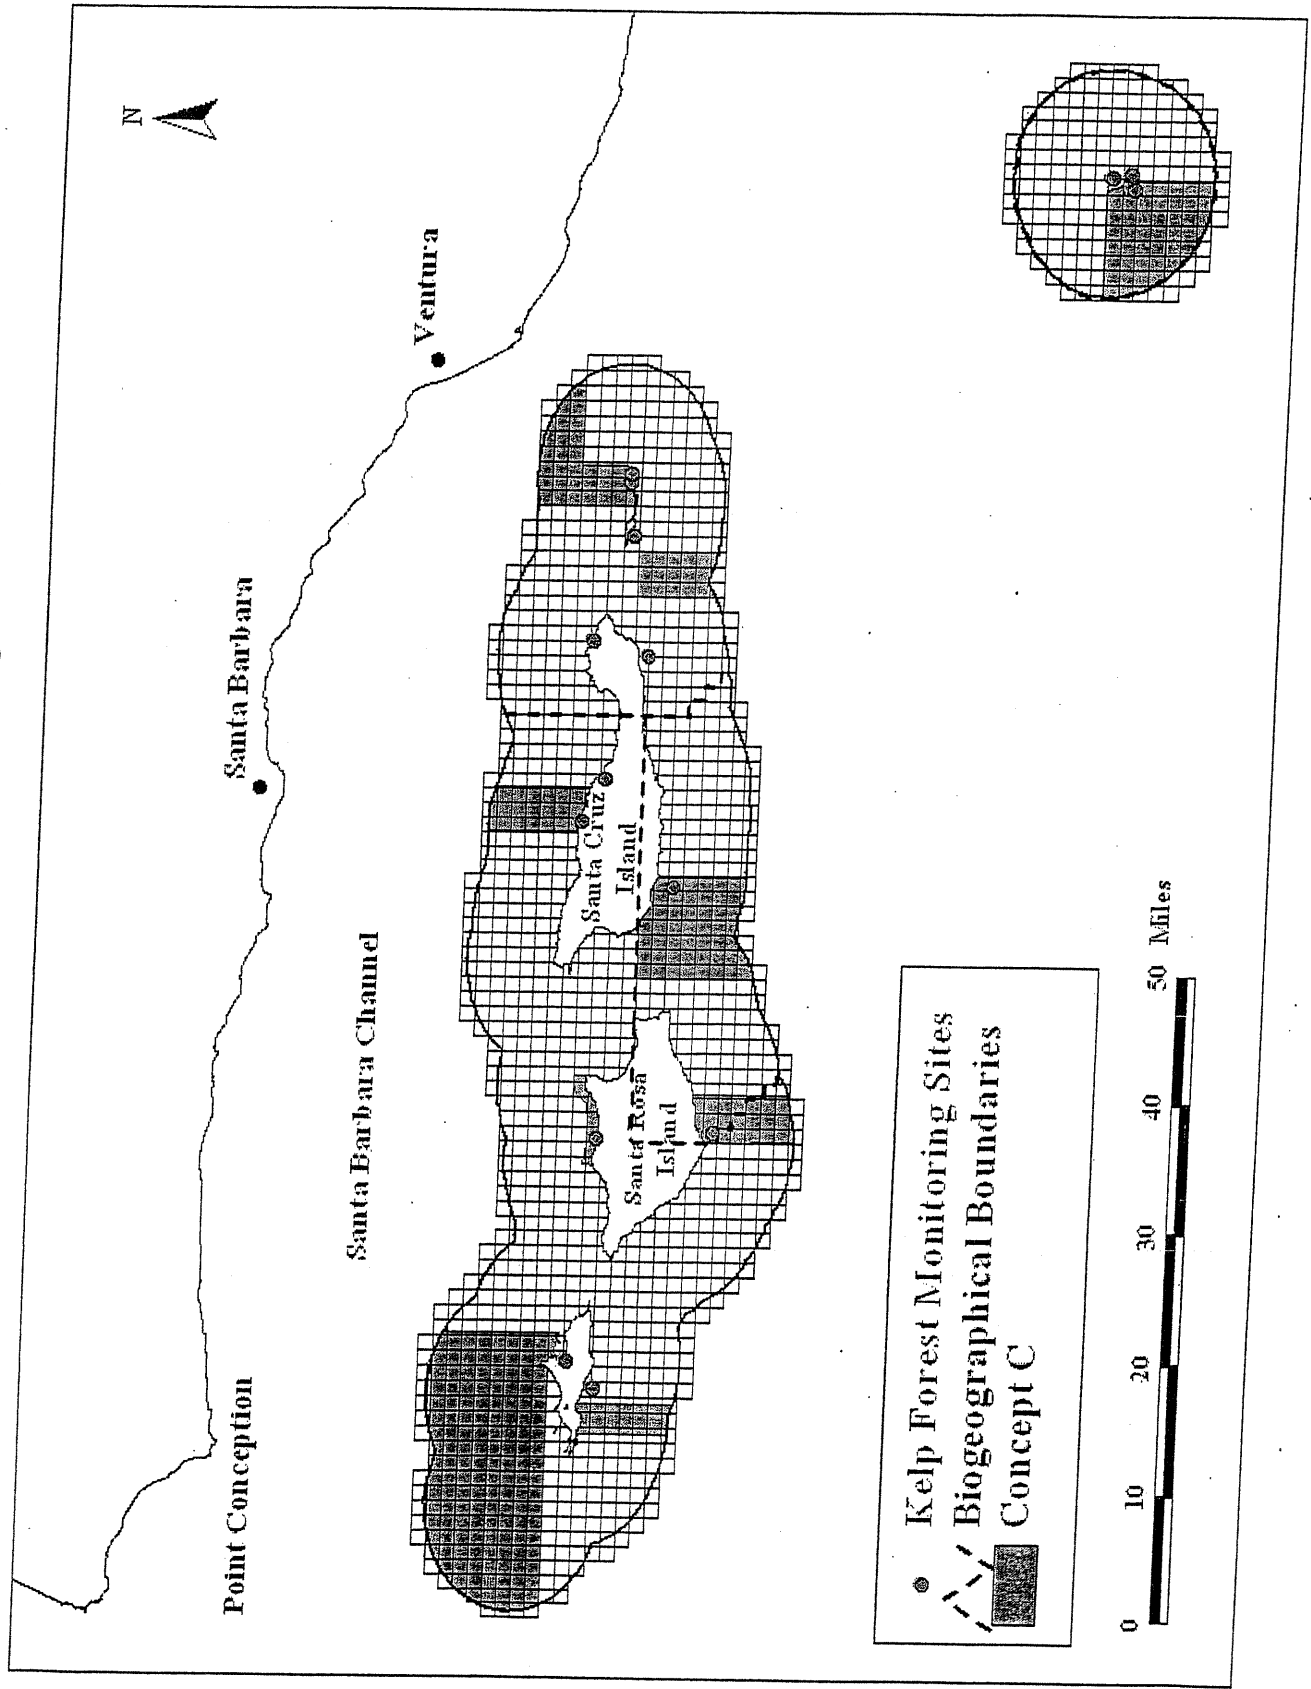 N
Point Conception
Santa Barbara
Ventura
Santa Barbara Channel
Santa Rosa
Island
Santa Cruz
Island
Kelp Forest Monitoring Sites
Biogeographical Boundaries
Concept C
0 10 20 30 40 50 Miles